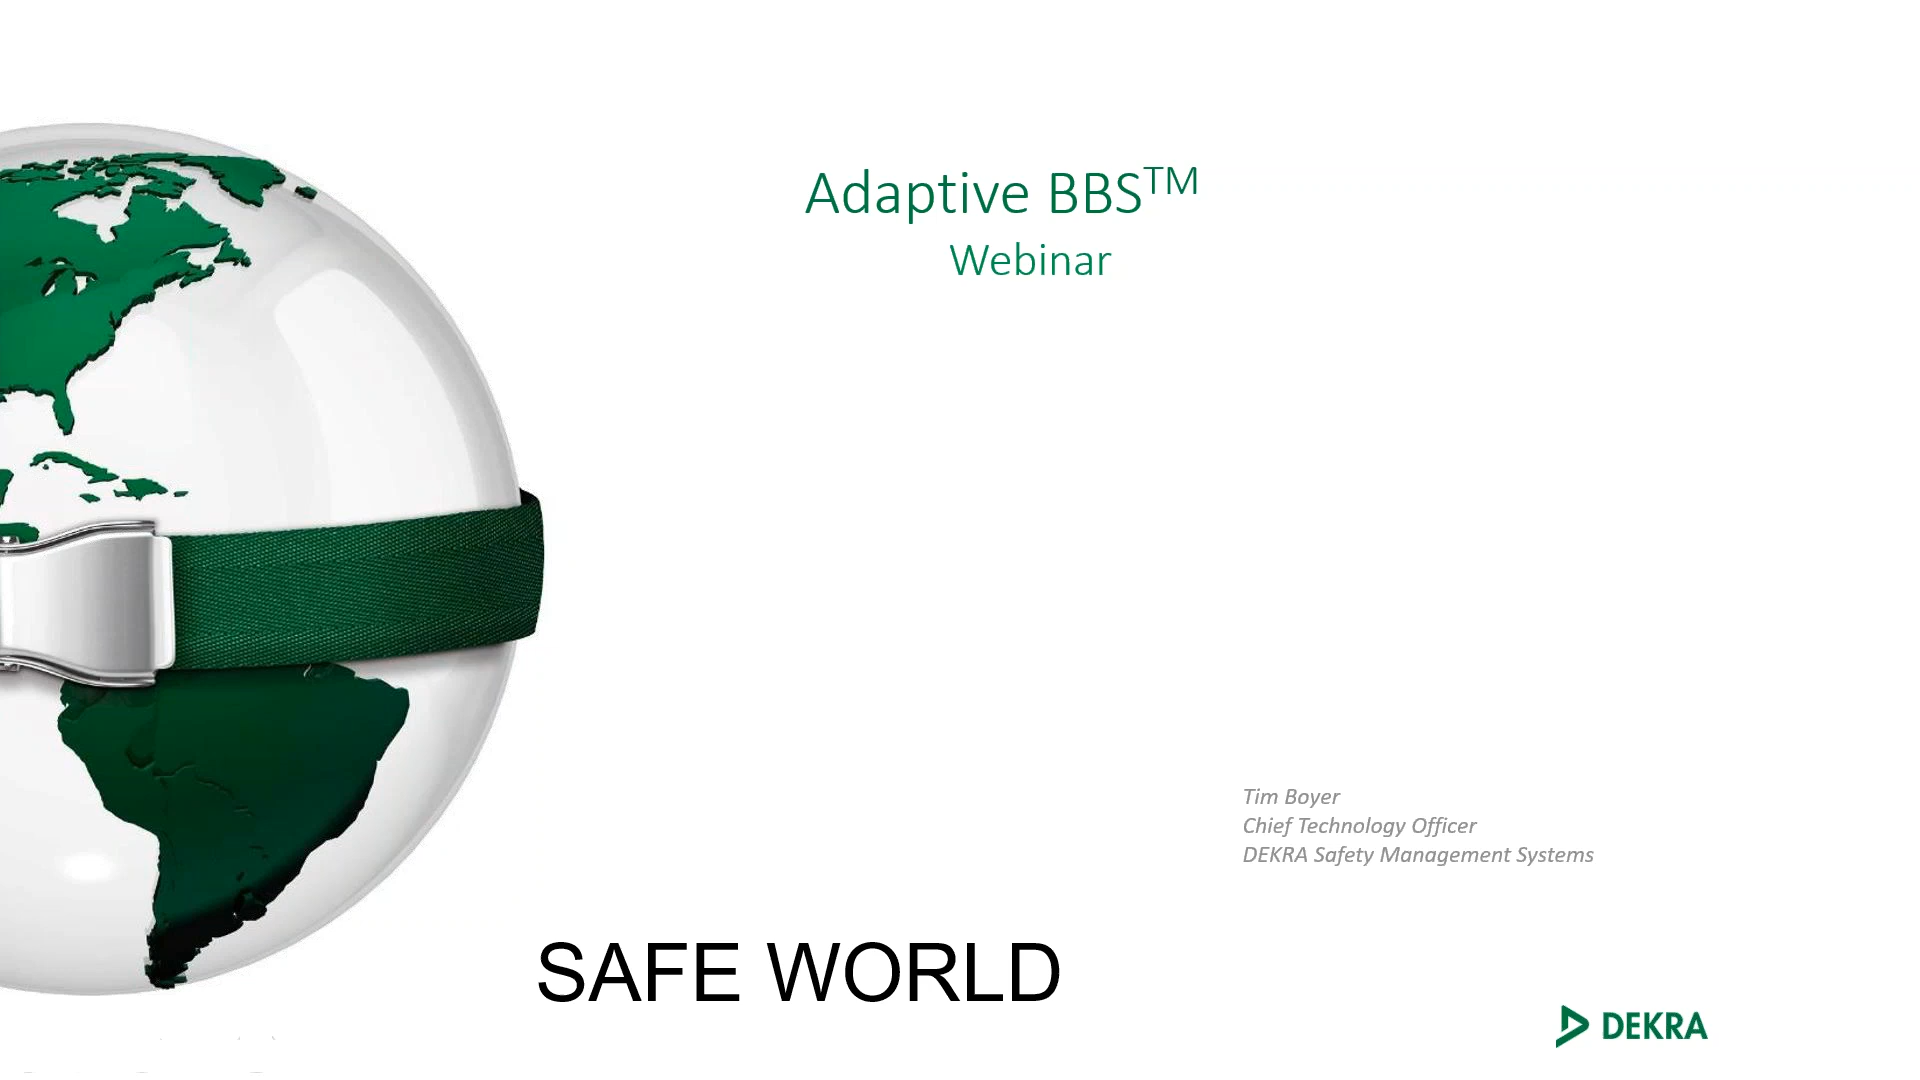 Adaptive BBS™
Webinar
Tim Boyer
Chief Technology Officer
DEKRA Safety Management Systems
SAFE WORLD
DEKRA